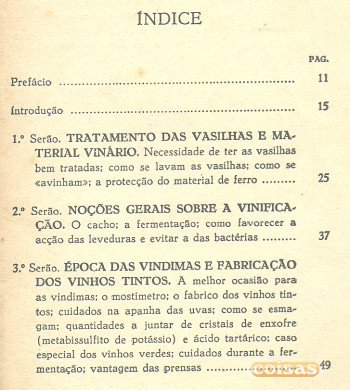 ÍNDICE
PAG.
Prefácio ........................................................ 11
Introdução .................................................... 15
1.º Serão. TRATAMENTO DAS VASILHAS E MA-
TERIAL VINÁRIO. Necessidade de ter as vasilhas
bem tratadas; como se lavam as vasilhas; como se
«avinham»; a protecção do material de ferro ......... 25
2.º Serão. NOÇÕES GERAIS SOBRE A VINIFICA-
ÇÃO. O cacho; a fermentação; como favorecer a
acção das leveduras e evitar a das bactérias ......... 37
3.º Serão. ÉPOCA DAS VINDIMAS E FABRICAÇÃO
DOS VINHOS TINTOS. A melhor ocasião para
as vindimas; o mostímetro; o fabrico dos vinhos tin-
tos; cuidados na apanha das uvas; como se esma-
gam; quantidades a juntar de cristais de enxofre
(metabissulfito de potássio) e ácido tartárico; caso
especial dos vinhos verdes; cuidados durante a fer-
mentação; vantagem das prensas .................. 49
coisas